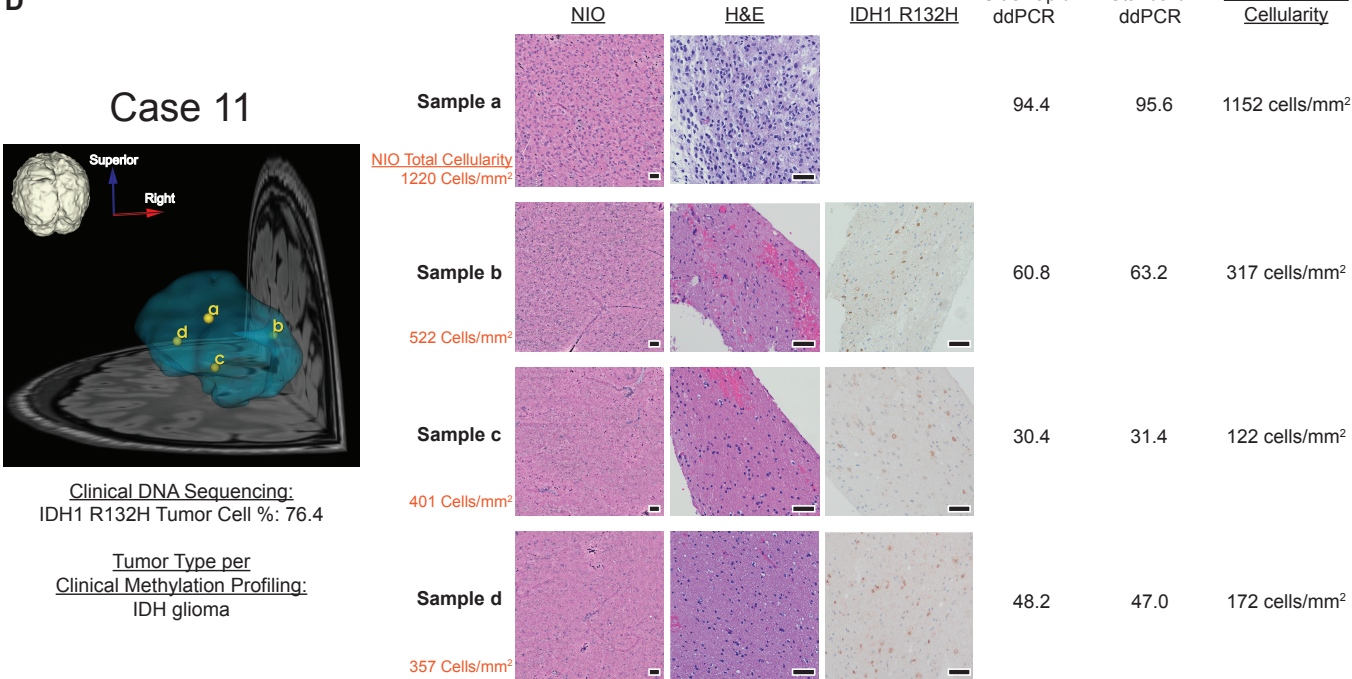 D
NIO
H&E
IDH1 R132H
ddPCR
ddPCR
Cellularity
Case 11
Superior
Right
a
b
c
d
Clinical DNA Sequencing:
IDH1 R132H Tumor Cell %: 76.4
Tumor Type per
Clinical Methylation Profiling:
IDH glioma
Sample a
NIO Total Cellularity
1220 Cells/mm²
94.4
95.6
1152 cells/mm²
Sample b
522 Cells/mm²
60.8
63.2
317 cells/mm²
Sample c
401 Cells/mm²
30.4
31.4
122 cells/mm²
Sample d
357 Cells/mm²
48.2
47.0
172 cells/mm²